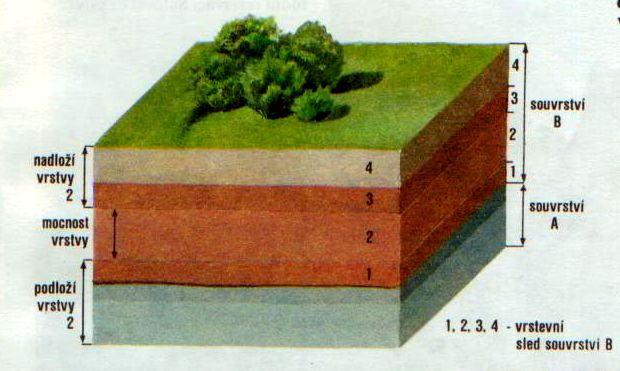 nadloží
vrstvy
2
mocnost
vrstvy
podloží
vrstvy
2
4
3
2
1
4
3
2
1
souvrství
B
souvrství
A
1, 2, 3, 4 - vrstevní
sled souvrství B